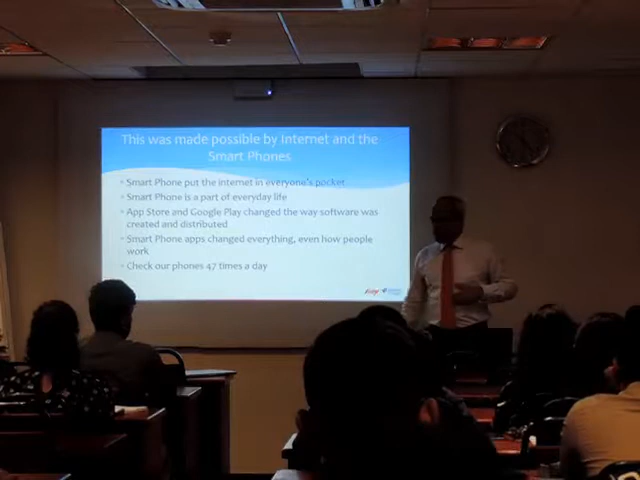 This was made possible by Internet and the
Smart Phones
Smart Phone put the internet in everyone's pocket
Smart Phone is a part of everyday life
App Store and Google Play changed the way software was
created and distributed
Smart Phone apps changed everything, even how people
work
Check our phones 47 times a day